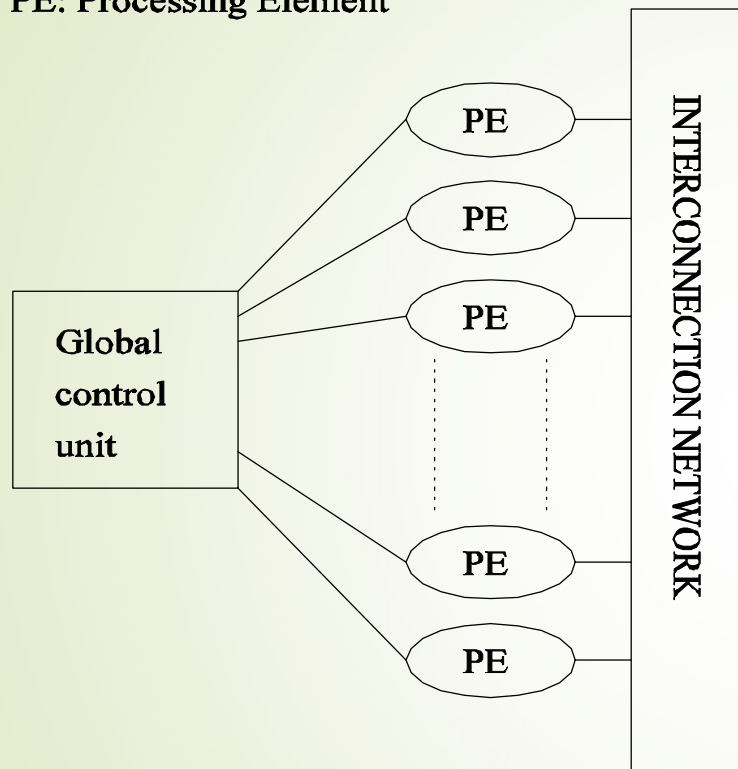 PE: Processing Element
PE
PE
PE
Global
control
unit
PE
PE
INTERCONNECTION NETWORK